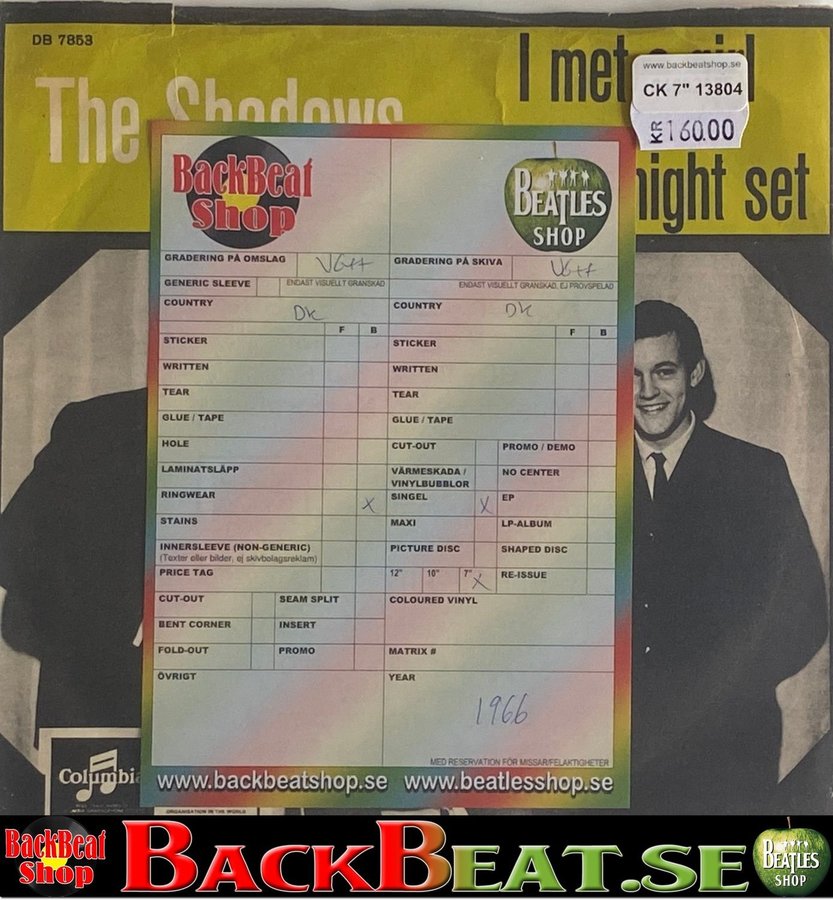 DB 7853
I met a girl
The Shadows
night set
www.backbeatshop.se
CK 7" 13804
KR 160.00
BackBeat
Shop
BEATLES
SHOP
GRADERING PÅ OMSLAG VG++
GRADERING PÅ SKIVA VG++
GENERIC SLEEVE ENDAST VISUELLT GRANSKAD
ENDAST VISUELLT GRANSKAD, EJ PROVSPELAD
COUNTRY DK
COUNTRY DK
F B
F B
STICKER
STICKER
WRITTEN
WRITTEN
TEAR
TEAR
GLUE / TAPE
GLUE / TAPE
HOLE
CUT-OUT PROMO / DEMO
LAMINATSLÄPP
VÄRMESKADA / NO CENTER
VINYLBUBBLOR
RINGWEAR X
SINGEL X EP
STAINS
MAXI LP-ALBUM
INNERSLEEVE (NON-GENERIC)
(Texter eller bilder, ej skivbolagsreklam)
PICTURE DISC SHAPED DISC
PRICE TAG
12" 10" 7" X RE-ISSUE
CUT-OUT SEAM SPLIT
COLOURED VINYL
BENT CORNER INSERT
FOLD-OUT PROMO
MATRIX #
ÖVRIGT
YEAR
1966
MED RESERVATION FÖR MISSAR/FELAKTIGHETER
Columbia
www.backbeatshop.se www.beatlesshop.se
ORGANISATION IN THE WORLD
BackBeat
Shop
BACKBEAT.SE
BEATLES
SHOP